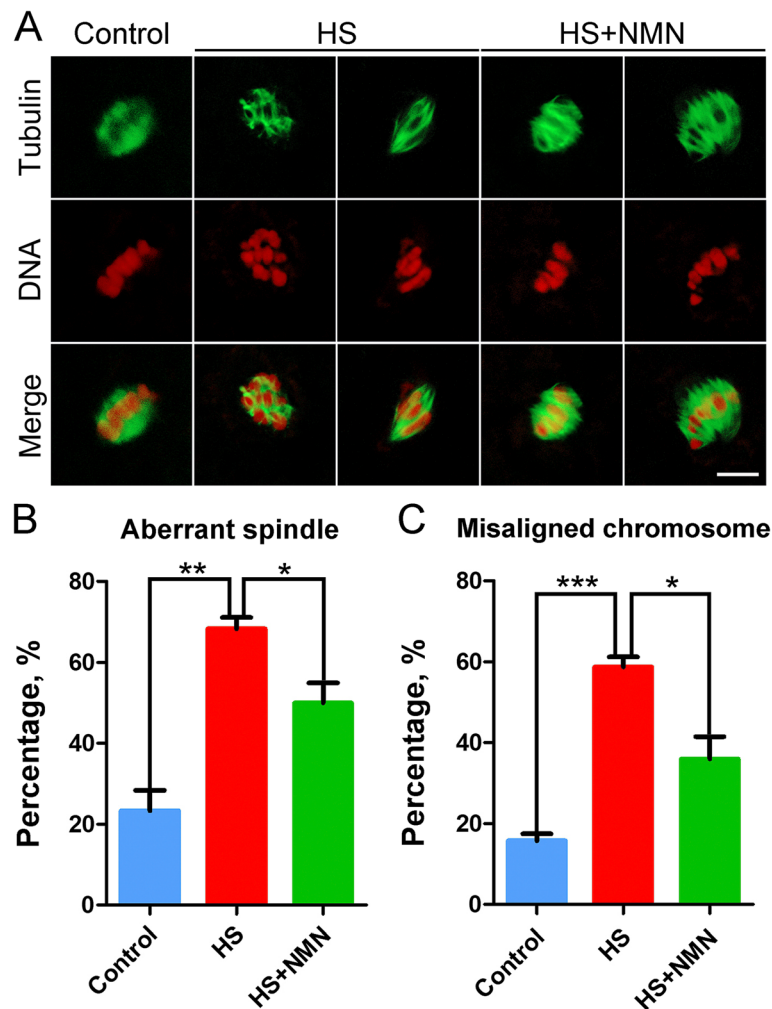 A
Control HS HS+NMN
Tubulin
DNA
Merge
B
Aberrant spindle
80
60
40
20
0
Percentage, %
** *
Control HS HS+NMN
C
Misaligned chromosome
80
60
40
20
0
Percentage, %
*** *
Control HS HS+NMN